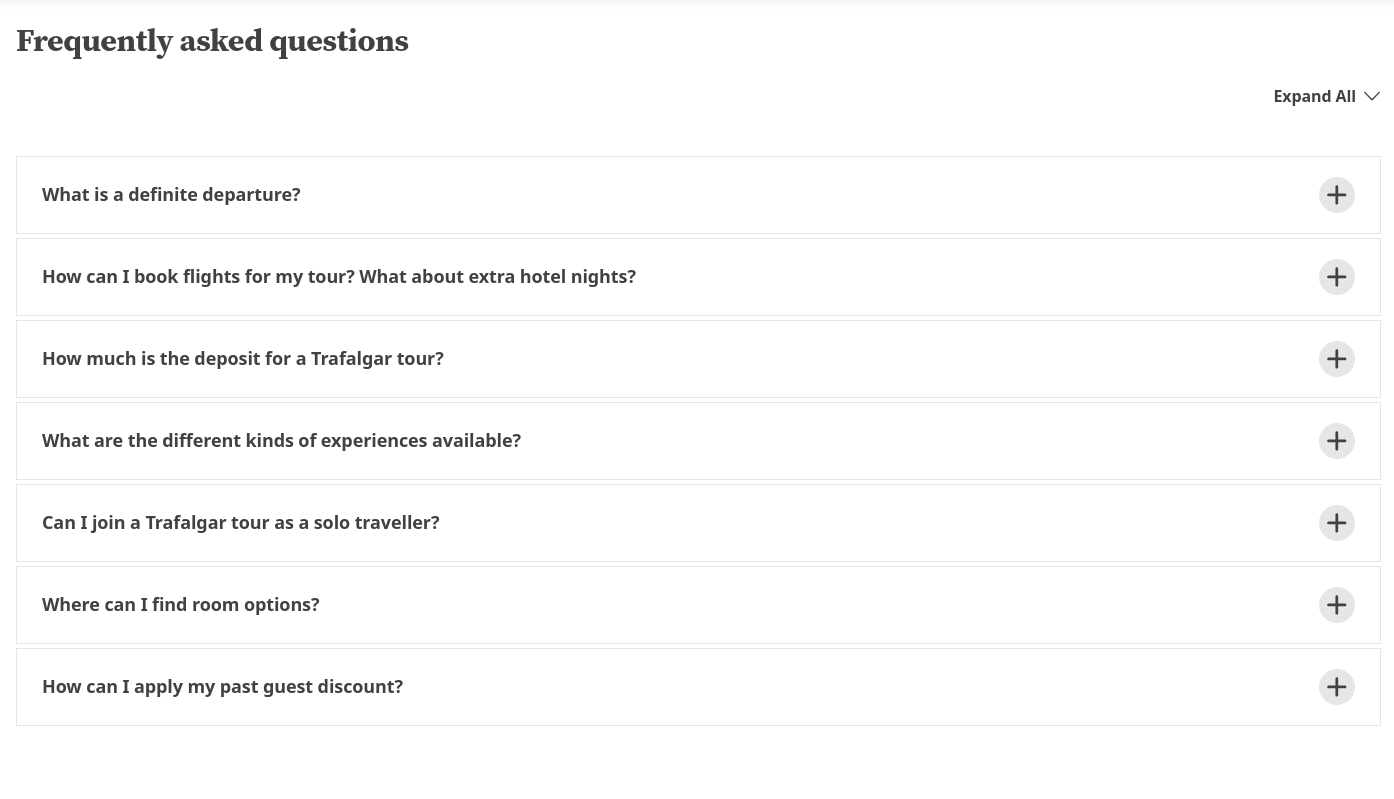 Frequently asked questions
Expand All
What is a definite departure?
How can I book flights for my tour? What about extra hotel nights?
How much is the deposit for a Trafalgar tour?
What are the different kinds of experiences available?
Can I join a Trafalgar tour as a solo traveller?
Where can I find room options?
How can I apply my past guest discount?